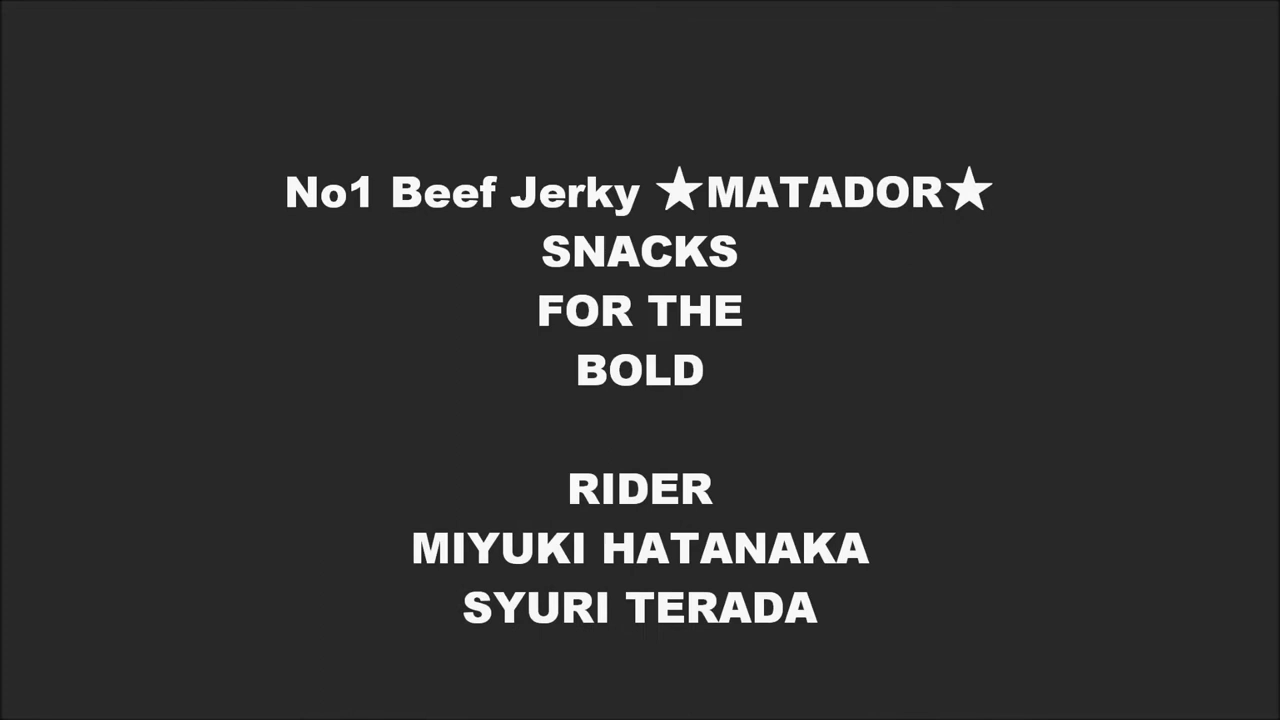 No1 Beef Jerky ★MATADOR★
SNACKS
FOR THE
BOLD
RIDER
MIYUKI HATANAKA
SYURI TERADA